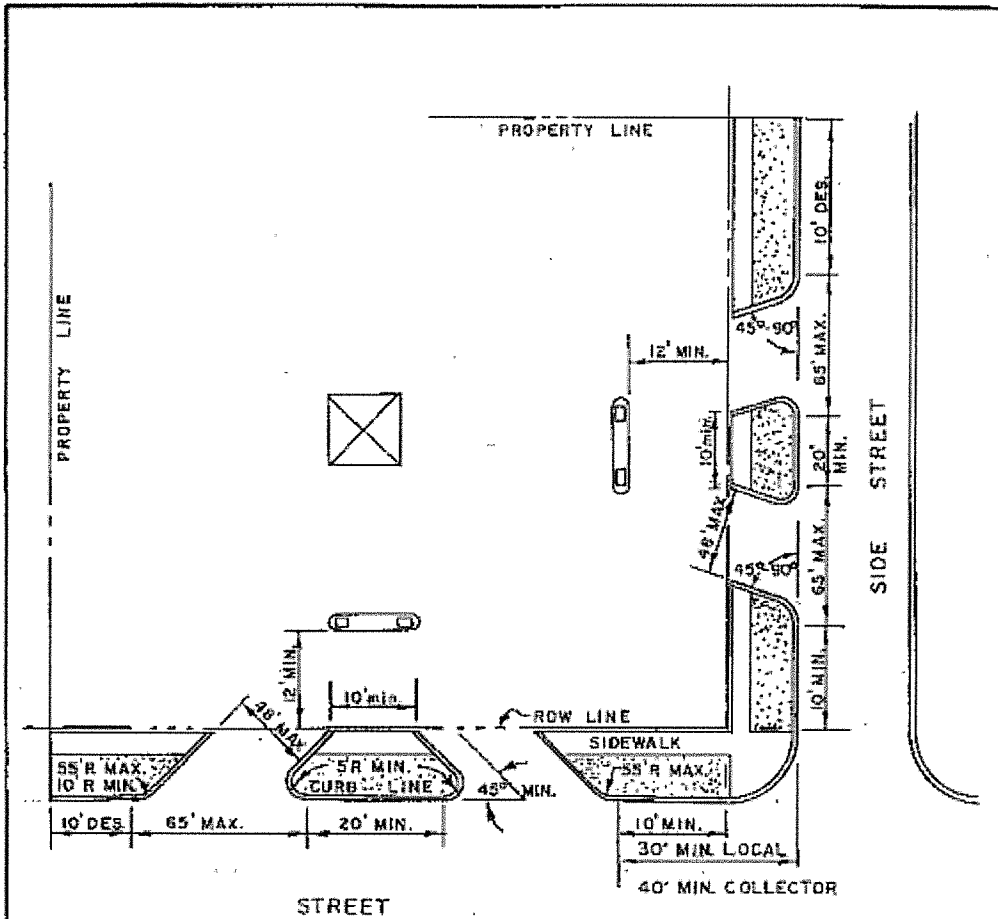 PROPERTY LINE
PROPERTY LINE
10' DES.
45°-90°
65' MAX.
12' MIN.
10' min.
20' MIN.
SIDE STREET
48' MAX
45°-90°
65' MAX.
10' MIN.
12' MIN.
10' min.
48' MAX
ROW LINE
SIDEWALK
55' R MAX.
10' R MIN.
5'R MIN.
CURB LINE
45° MIN.
55' R MAX.
10' DES.
65' MAX.
20' MIN.
10' MIN.
30' MIN. LOCAL
40' MIN. COLLECTOR
STREET